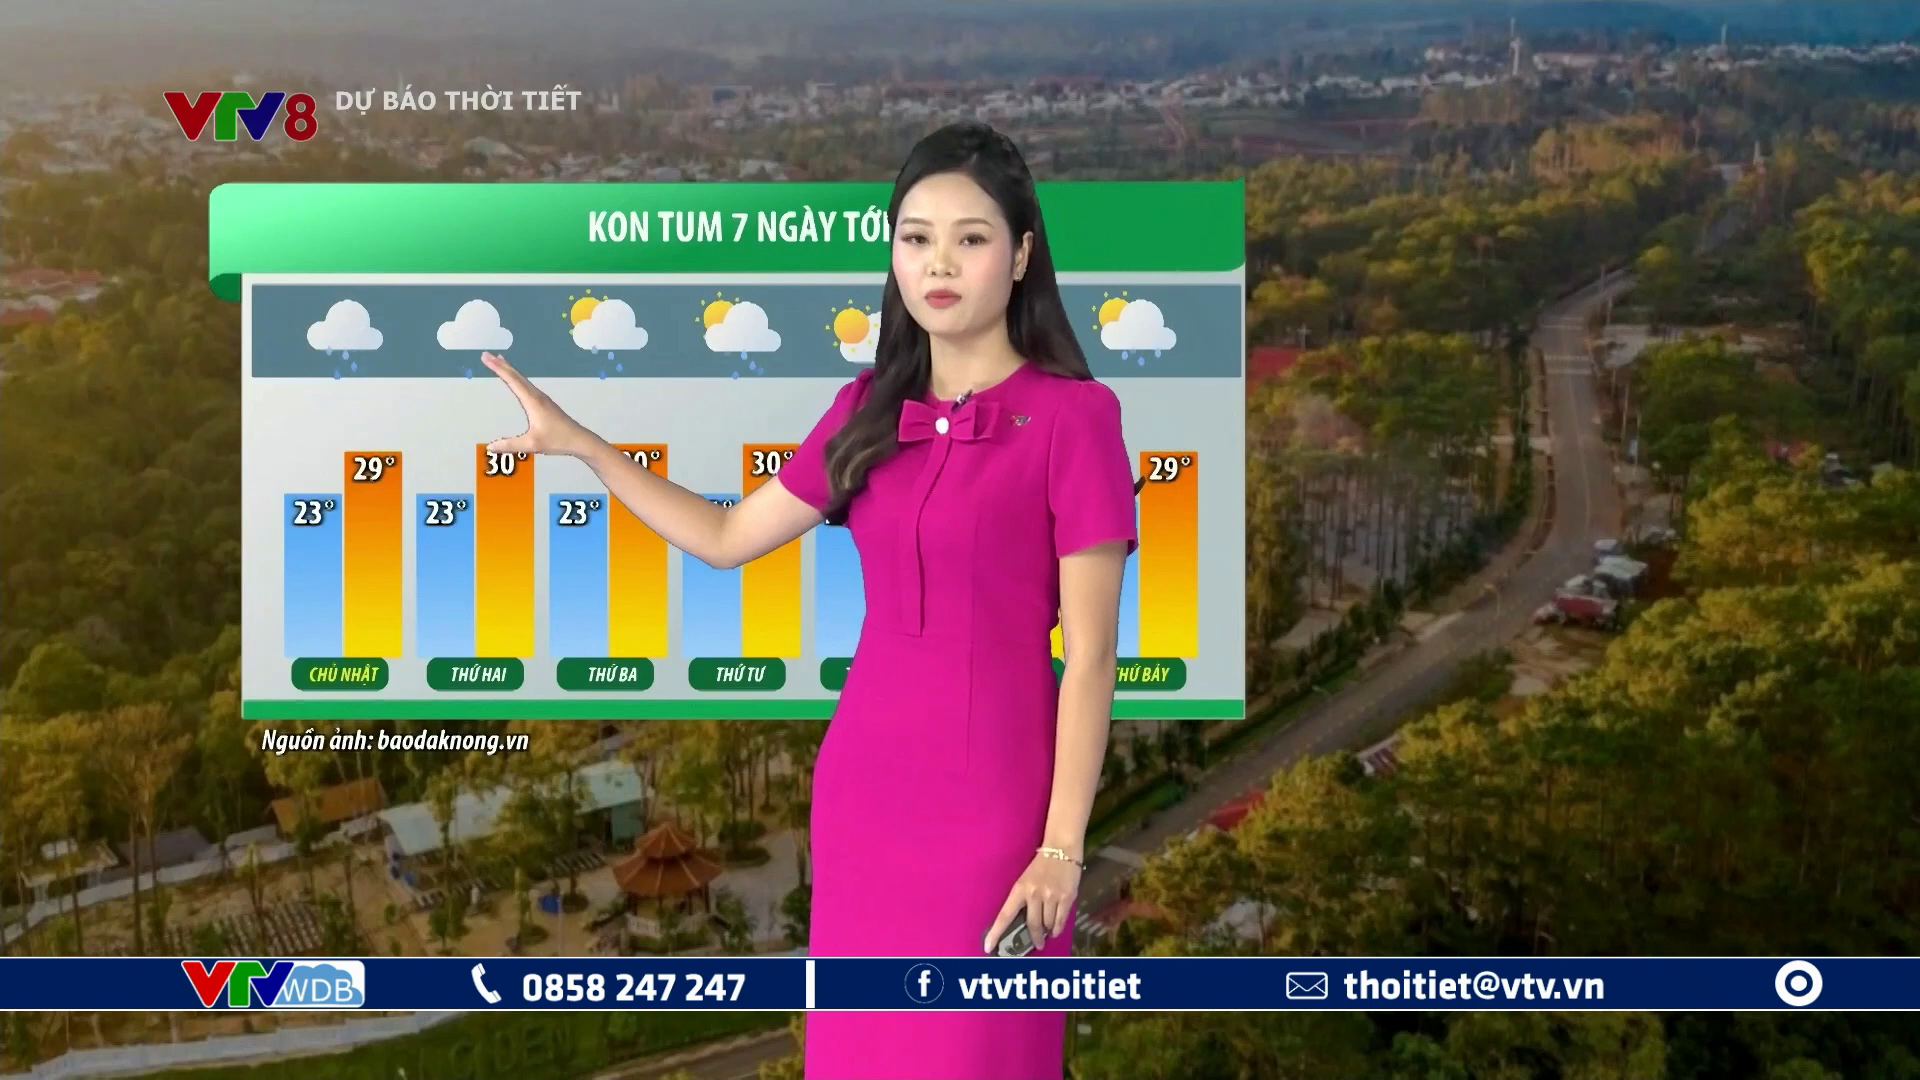 VTV8 DỰ BÁO THỜI TIẾT
KON TUM 7 NGÀY TỚI
29° 30° 30° 29°
23° 23° 23°
CHỦ NHẬT THỨ HAI THỨ BA THỨ TƯ THỨ BẢY
Nguồn ảnh: baodaknong.vn
VTV WDB 0858 247 247 vtvthoitiet thoitiet@vtv.vn